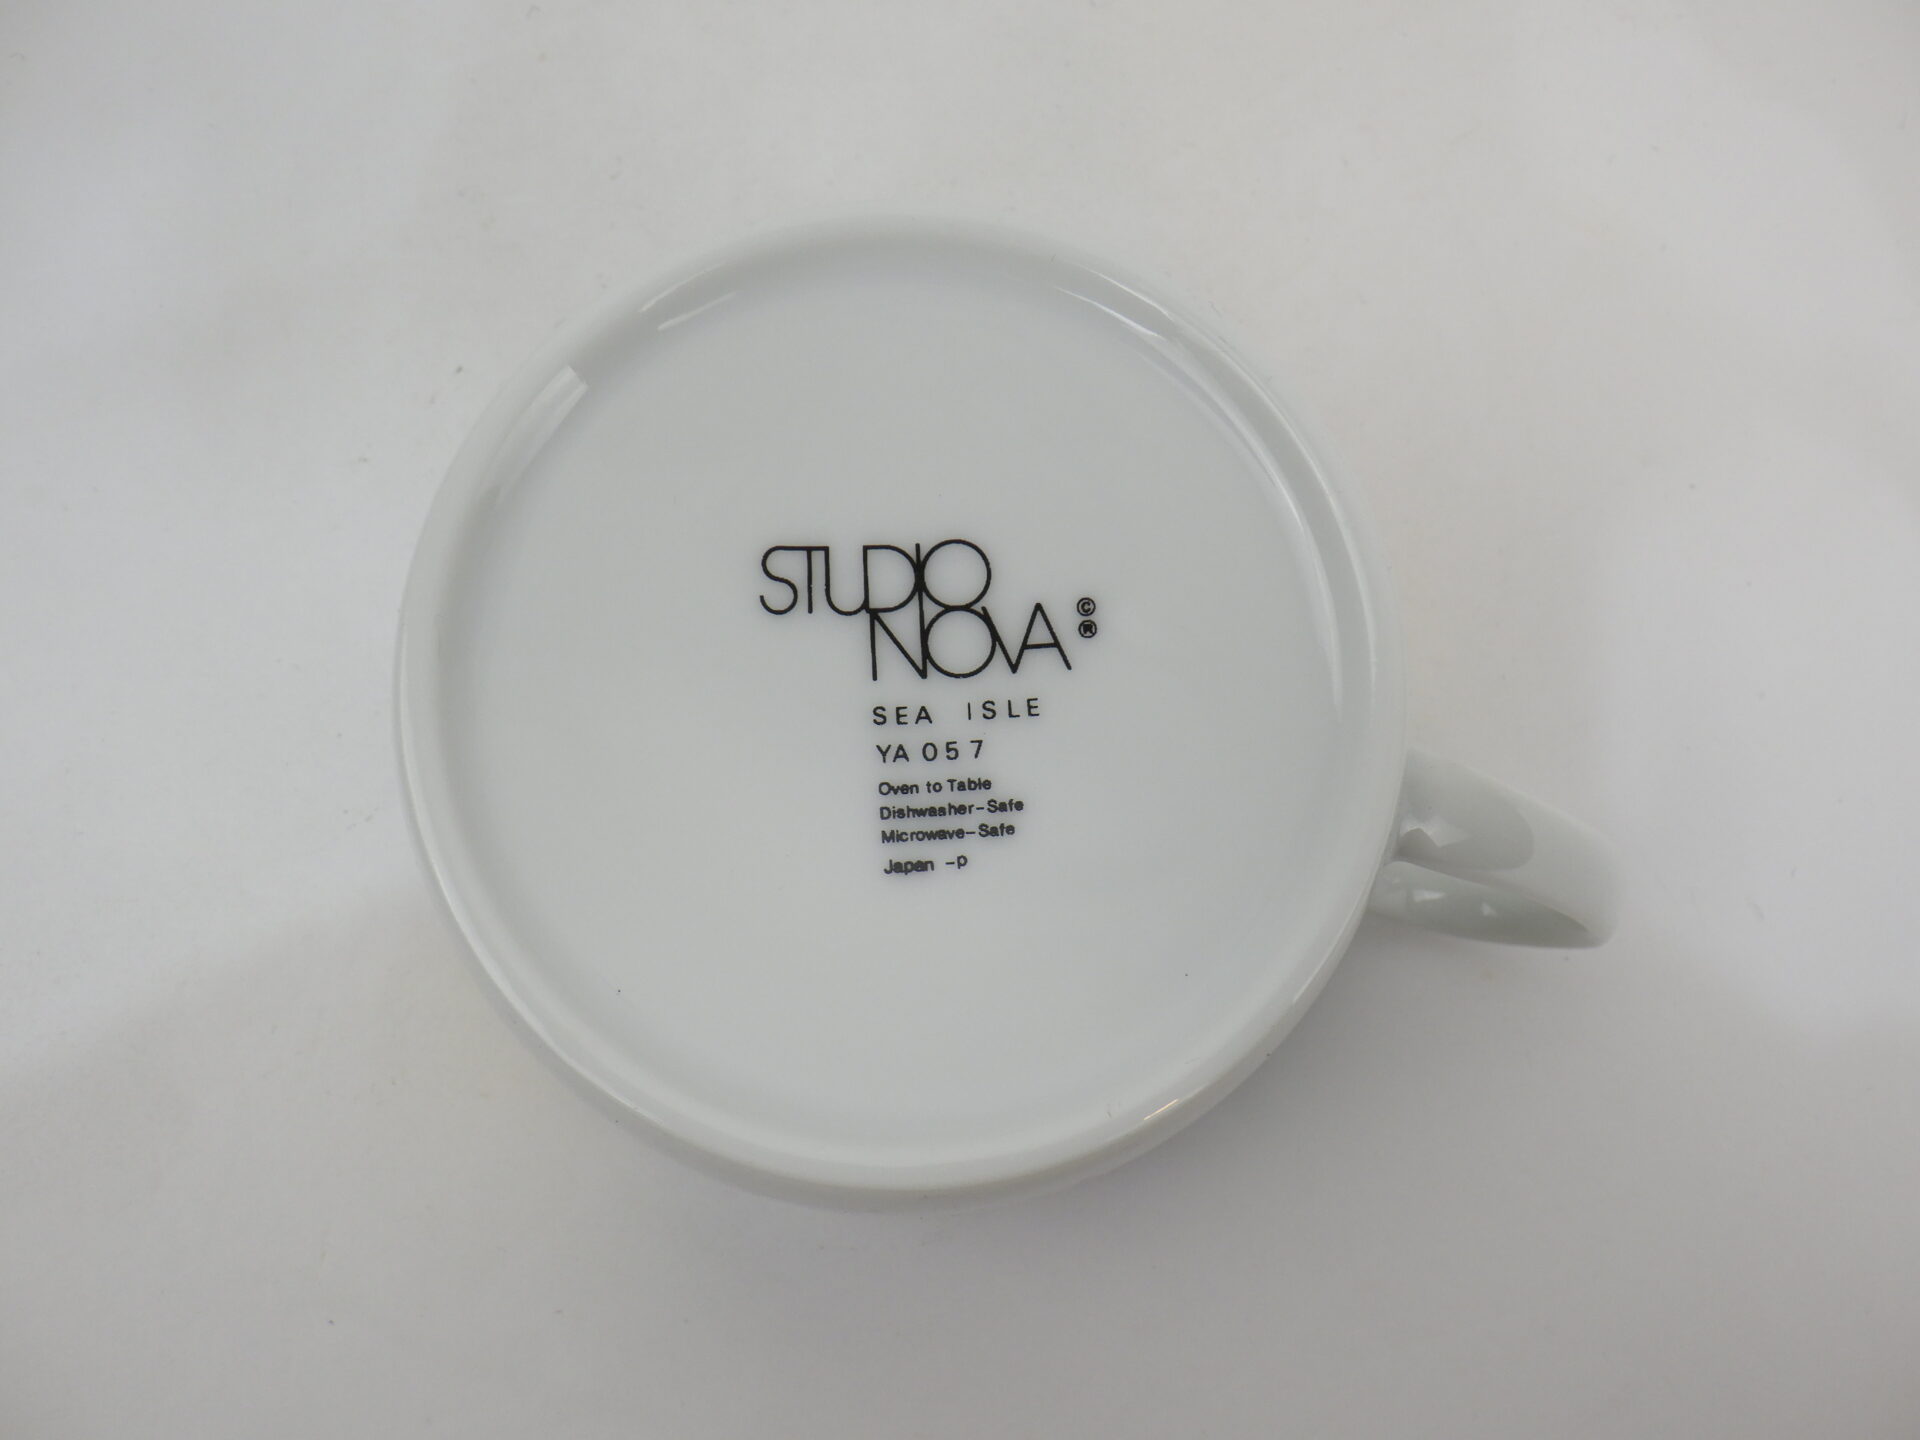 STUDIO
NOVA ©
®
SEA ISLE
YA 057
Oven to Table
Dishwasher-Safe
Microwave-Safe
Japan -p